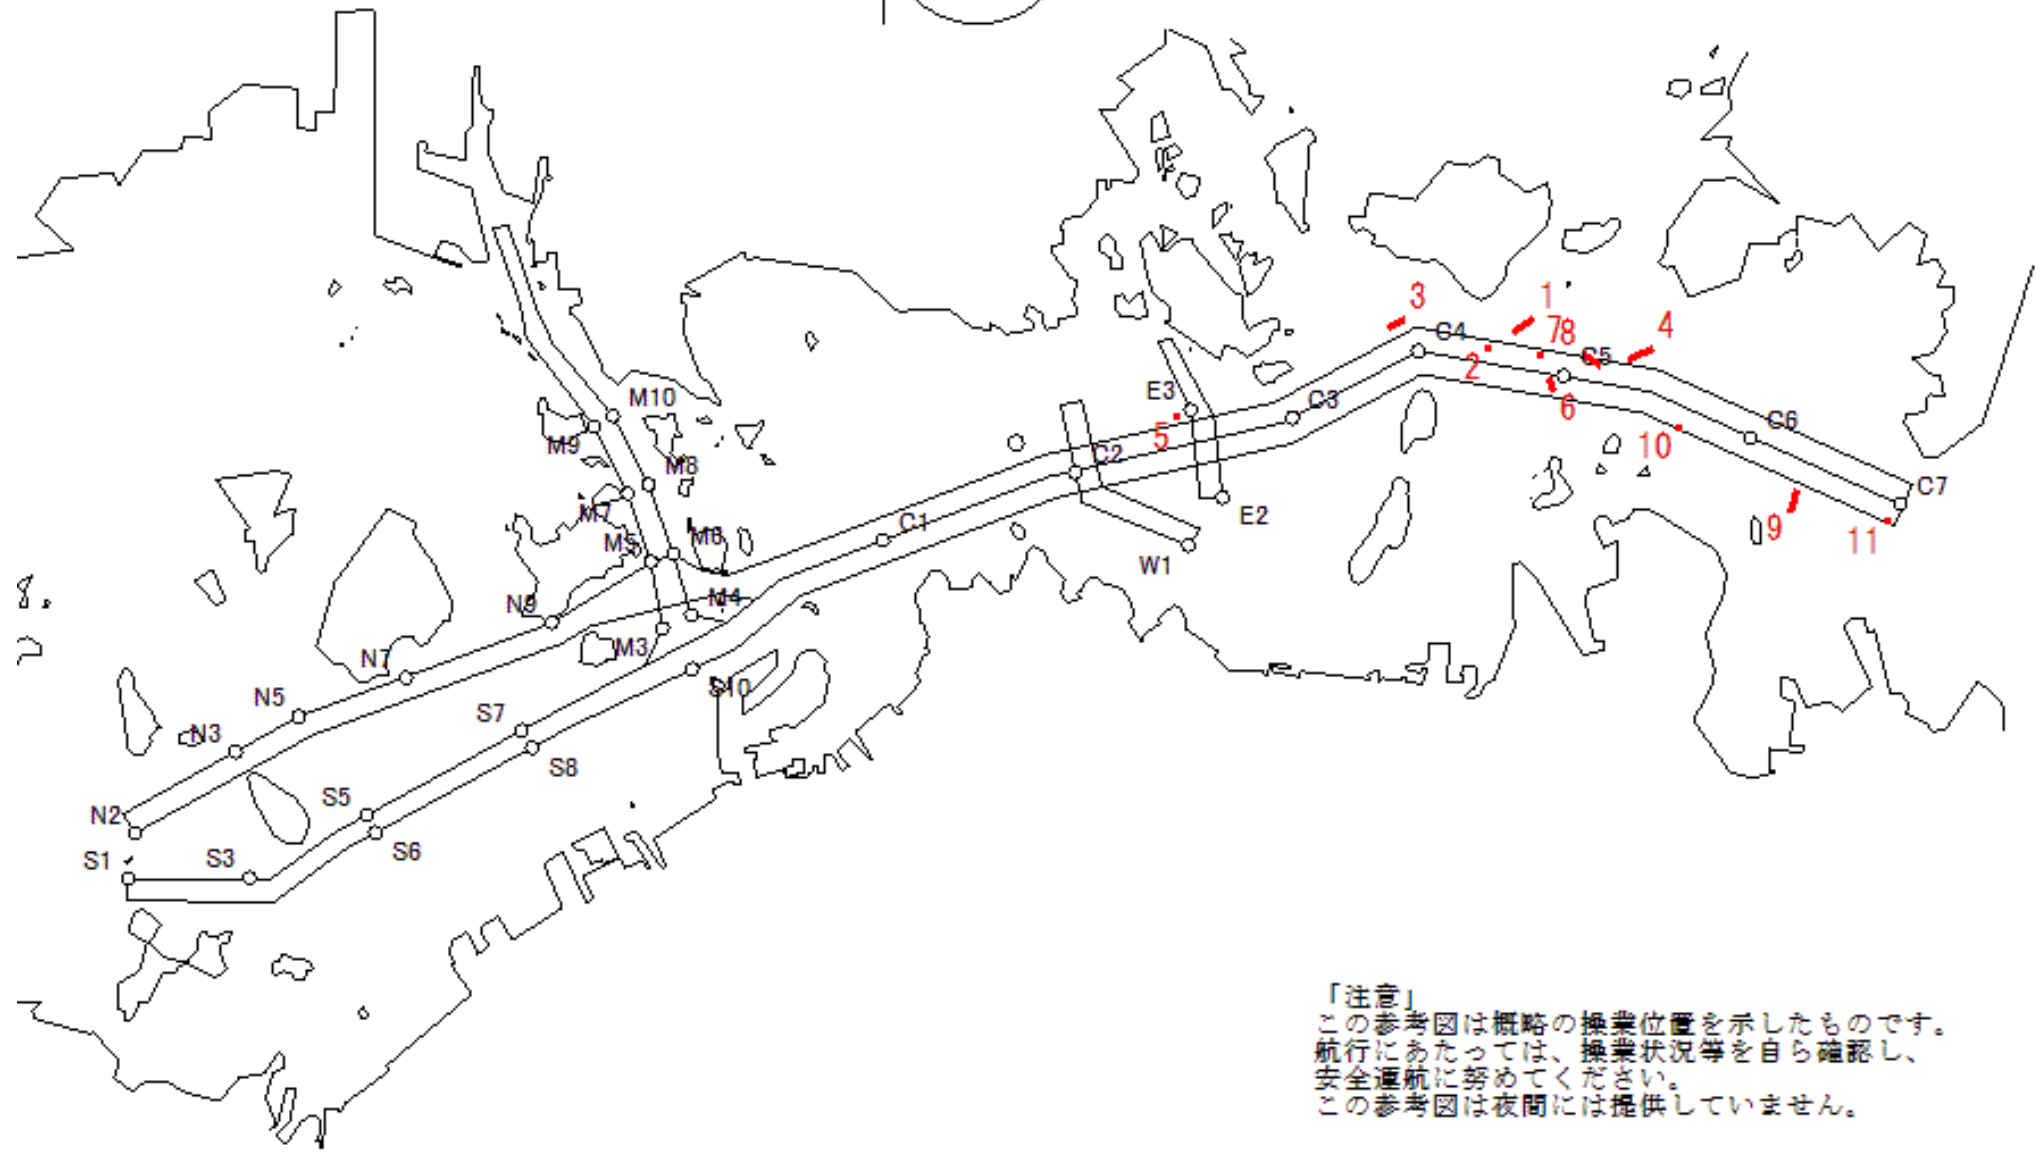 3
1
78
4
C4
C5
2
6
M10
E3
C3
C6
5
10
M9
M8
C2
C7
M7
E2
9
11
C1
M5
M6
W1
N9
M4
M3
N7
S10
N5
S7
N3
S8
S5
N2
S6
S1
S3
「注意」
この参考図は概略の操業位置を示したものです。
航行にあたっては、操業状況等を自ら確認し、
安全運航に努めてください。
この参考図は夜間には提供していません。